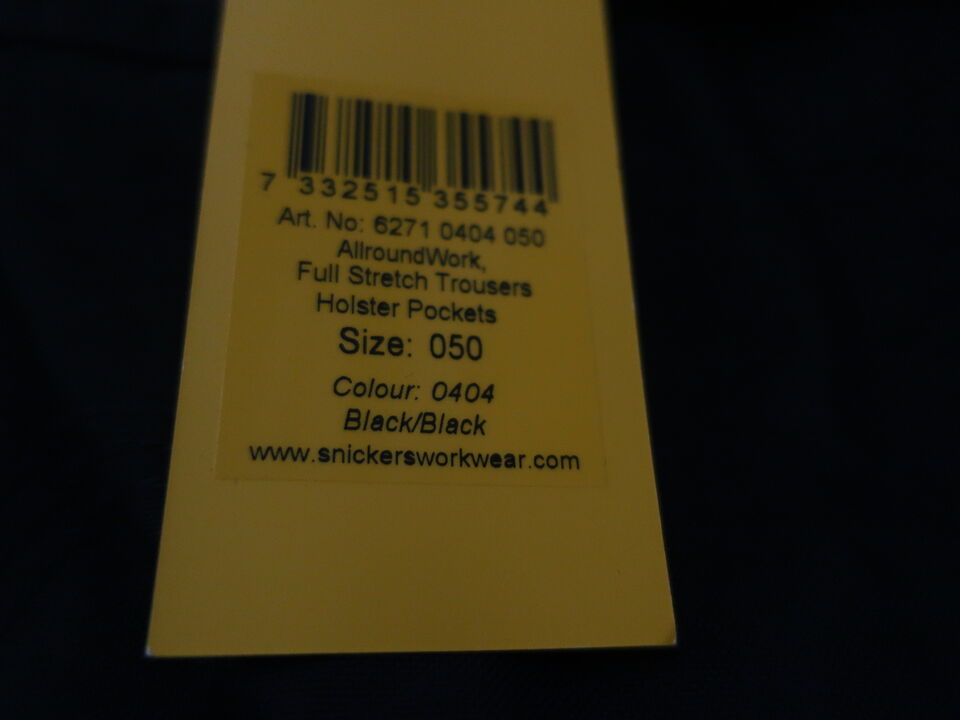 7 332515 355744
Art. No: 6271 0404 050
AllroundWork,
Full Stretch Trousers
Holster Pockets
Size: 050
Colour: 0404
Black/Black
www.snickersworkwear.com